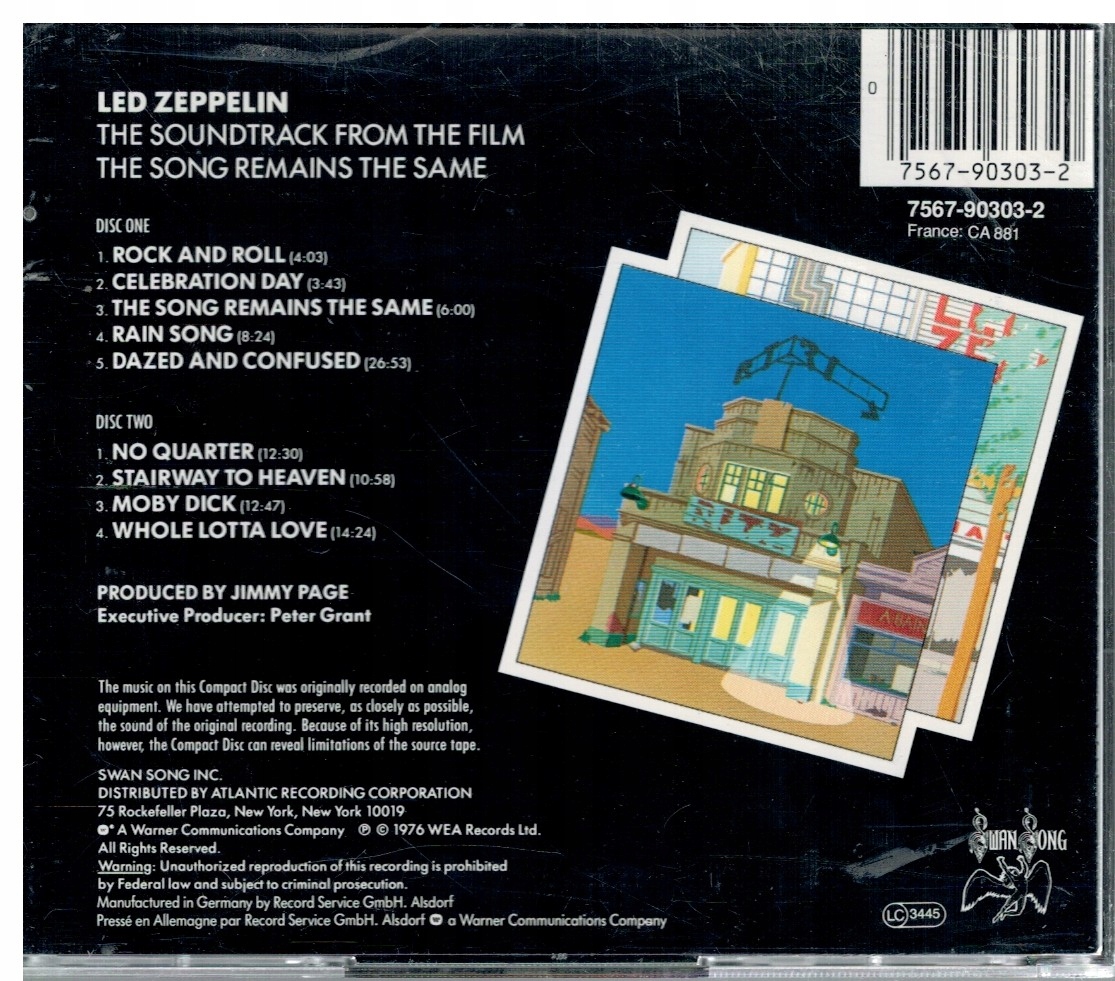 LED ZEPPELIN
THE SOUNDTRACK FROM THE FILM
THE SONG REMAINS THE SAME
DISC ONE
1. ROCK AND ROLL (4:03)
2. CELEBRATION DAY (3:43)
3. THE SONG REMAINS THE SAME (6:00)
4. RAIN SONG (8:24)
5. DAZED AND CONFUSED (26:53)
DISC TWO
1. NO QUARTER (12:30)
2. STAIRWAY TO HEAVEN (10:58)
3. MOBY DICK (12:47)
4. WHOLE LOTTA LOVE (14:24)
PRODUCED BY JIMMY PAGE
Executive Producer: Peter Grant
The music on this Compact Disc was originally recorded on analog
equipment. We have attempted to preserve, as closely as possible,
the sound of the original recording. Because of its high resolution,
however, the Compact Disc can reveal limitations of the source tape.
SWAN SONG INC.
DISTRIBUTED BY ATLANTIC RECORDING CORPORATION
75 Rockefeller Plaza, New York, New York 10019
A Warner Communications Company ℗ © 1976 WEA Records Ltd.
All Rights Reserved.
Warning: Unauthorized reproduction of this recording is prohibited
by Federal law and subject to criminal prosecution.
Manufactured in Germany by Record Service GmbH. Alsdorf
Pressé en Allemagne par Record Service GmbH. Alsdorf a Warner Communications Company
0
7567-90303-2
7567-90303-2
France: CA 881
SWAN SONG
LC 3445